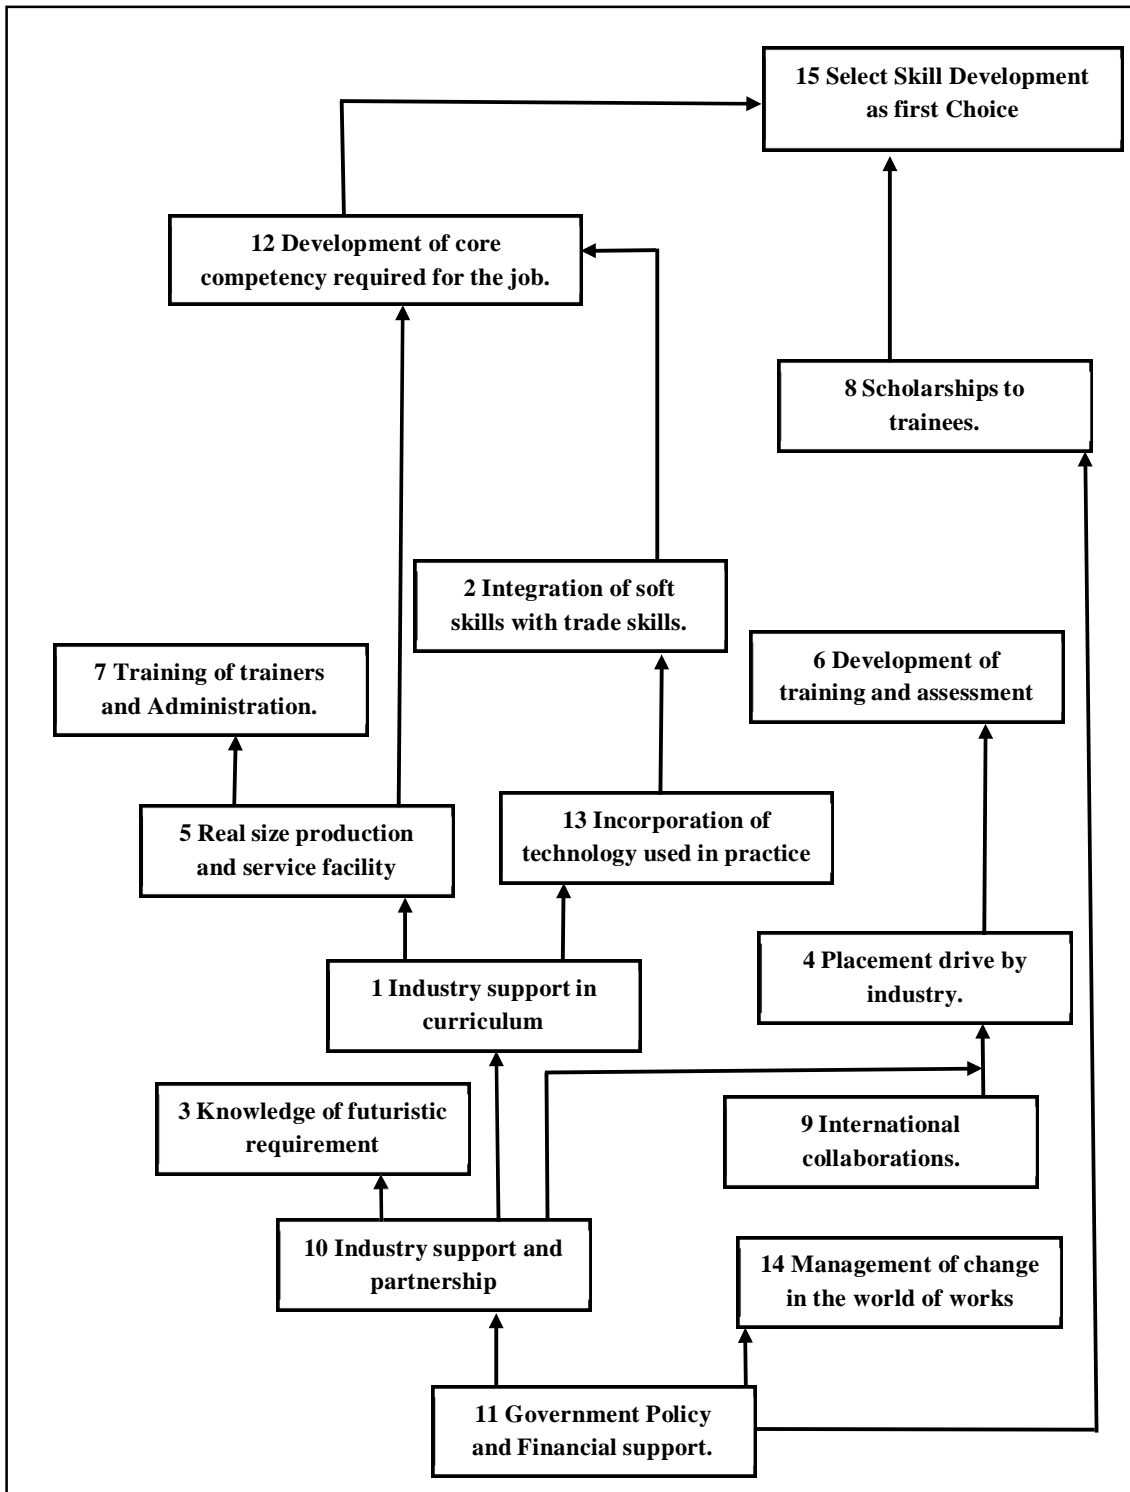 15 Select Skill Development
as first Choice
12 Development of core
competency required for the job.
8 Scholarships to
trainees.
2 Integration of soft
skills with trade skills.
7 Training of trainers
and Administration.
6 Development of
training and assessment
5 Real size production
and service facility
13 Incorporation of
technology used in practice
4 Placement drive by
industry.
1 Industry support in
curriculum
3 Knowledge of futuristic
requirement
9 International
collaborations.
10 Industry support and
partnership
14 Management of change
in the world of works
11 Government Policy
and Financial support.